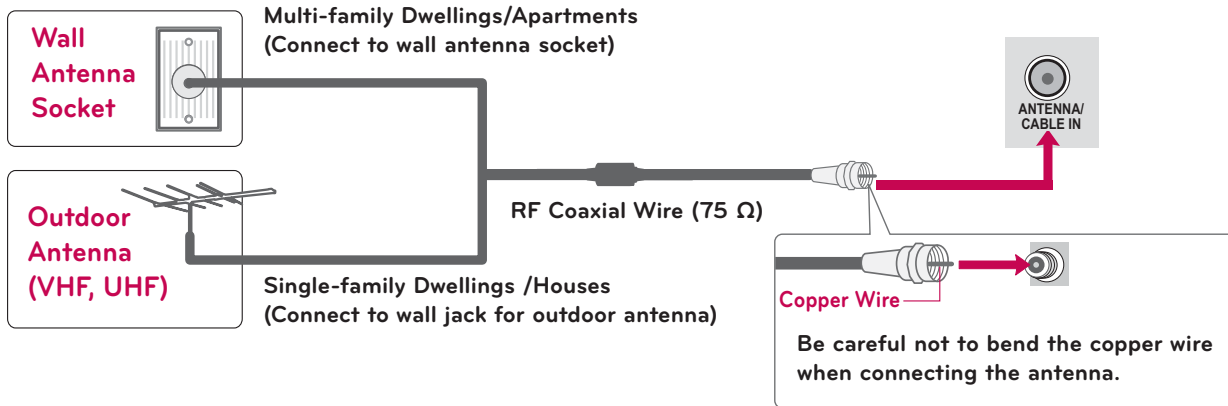 Wall
Antenna
Socket
Multi-family Dwellings/Apartments
(Connect to wall antenna socket)
ANTENNA/
CABLE IN
RF Coaxial Wire (75 Ω)
Outdoor
Antenna
(VHF, UHF)
Single-family Dwellings /Houses
(Connect to wall jack for outdoor antenna)
Copper Wire
Be careful not to bend the copper wire
when connecting the antenna.